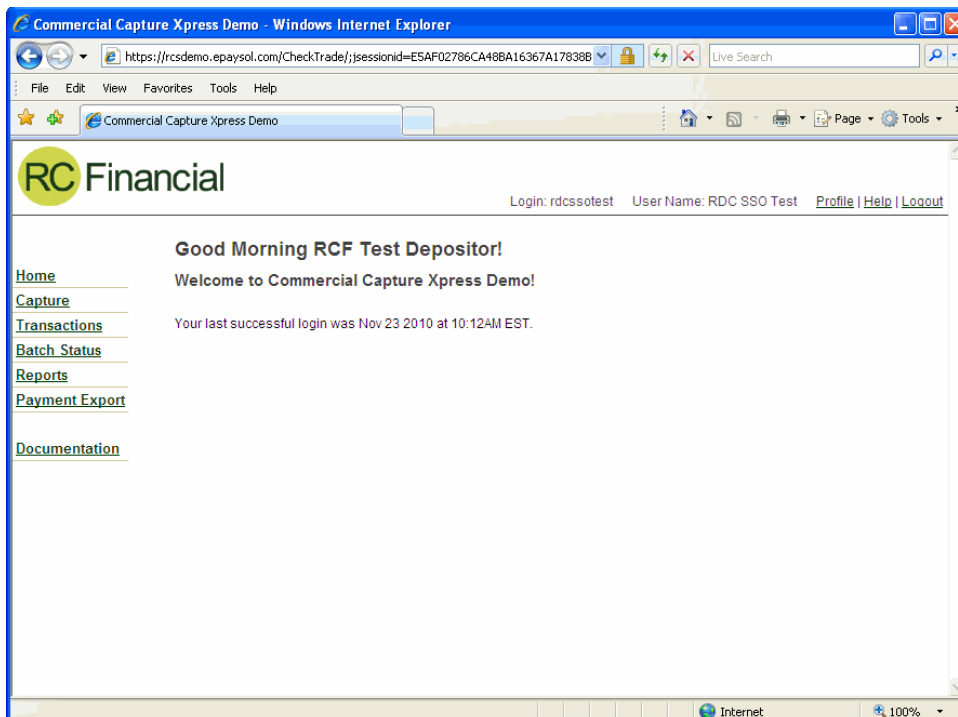 Commercial Capture Xpress Demo - Windows Internet Explorer
https://rcsdemo.epaysol.com/CheckTrade/;jsessionid=E5AF02786CA48BA16367A17838B
Live Search
File Edit View Favorites Tools Help
Commercial Capture Xpress Demo
Page Tools
RC Financial
Login: rdcssotest User Name: RDC SSO Test Profile | Help | Logout
Good Morning RCF Test Depositor!
Home
Welcome to Commercial Capture Xpress Demo!
Capture
Transactions
Your last successful login was Nov 23 2010 at 10:12AM EST.
Batch Status
Reports
Payment Export
Documentation
Internet 100%